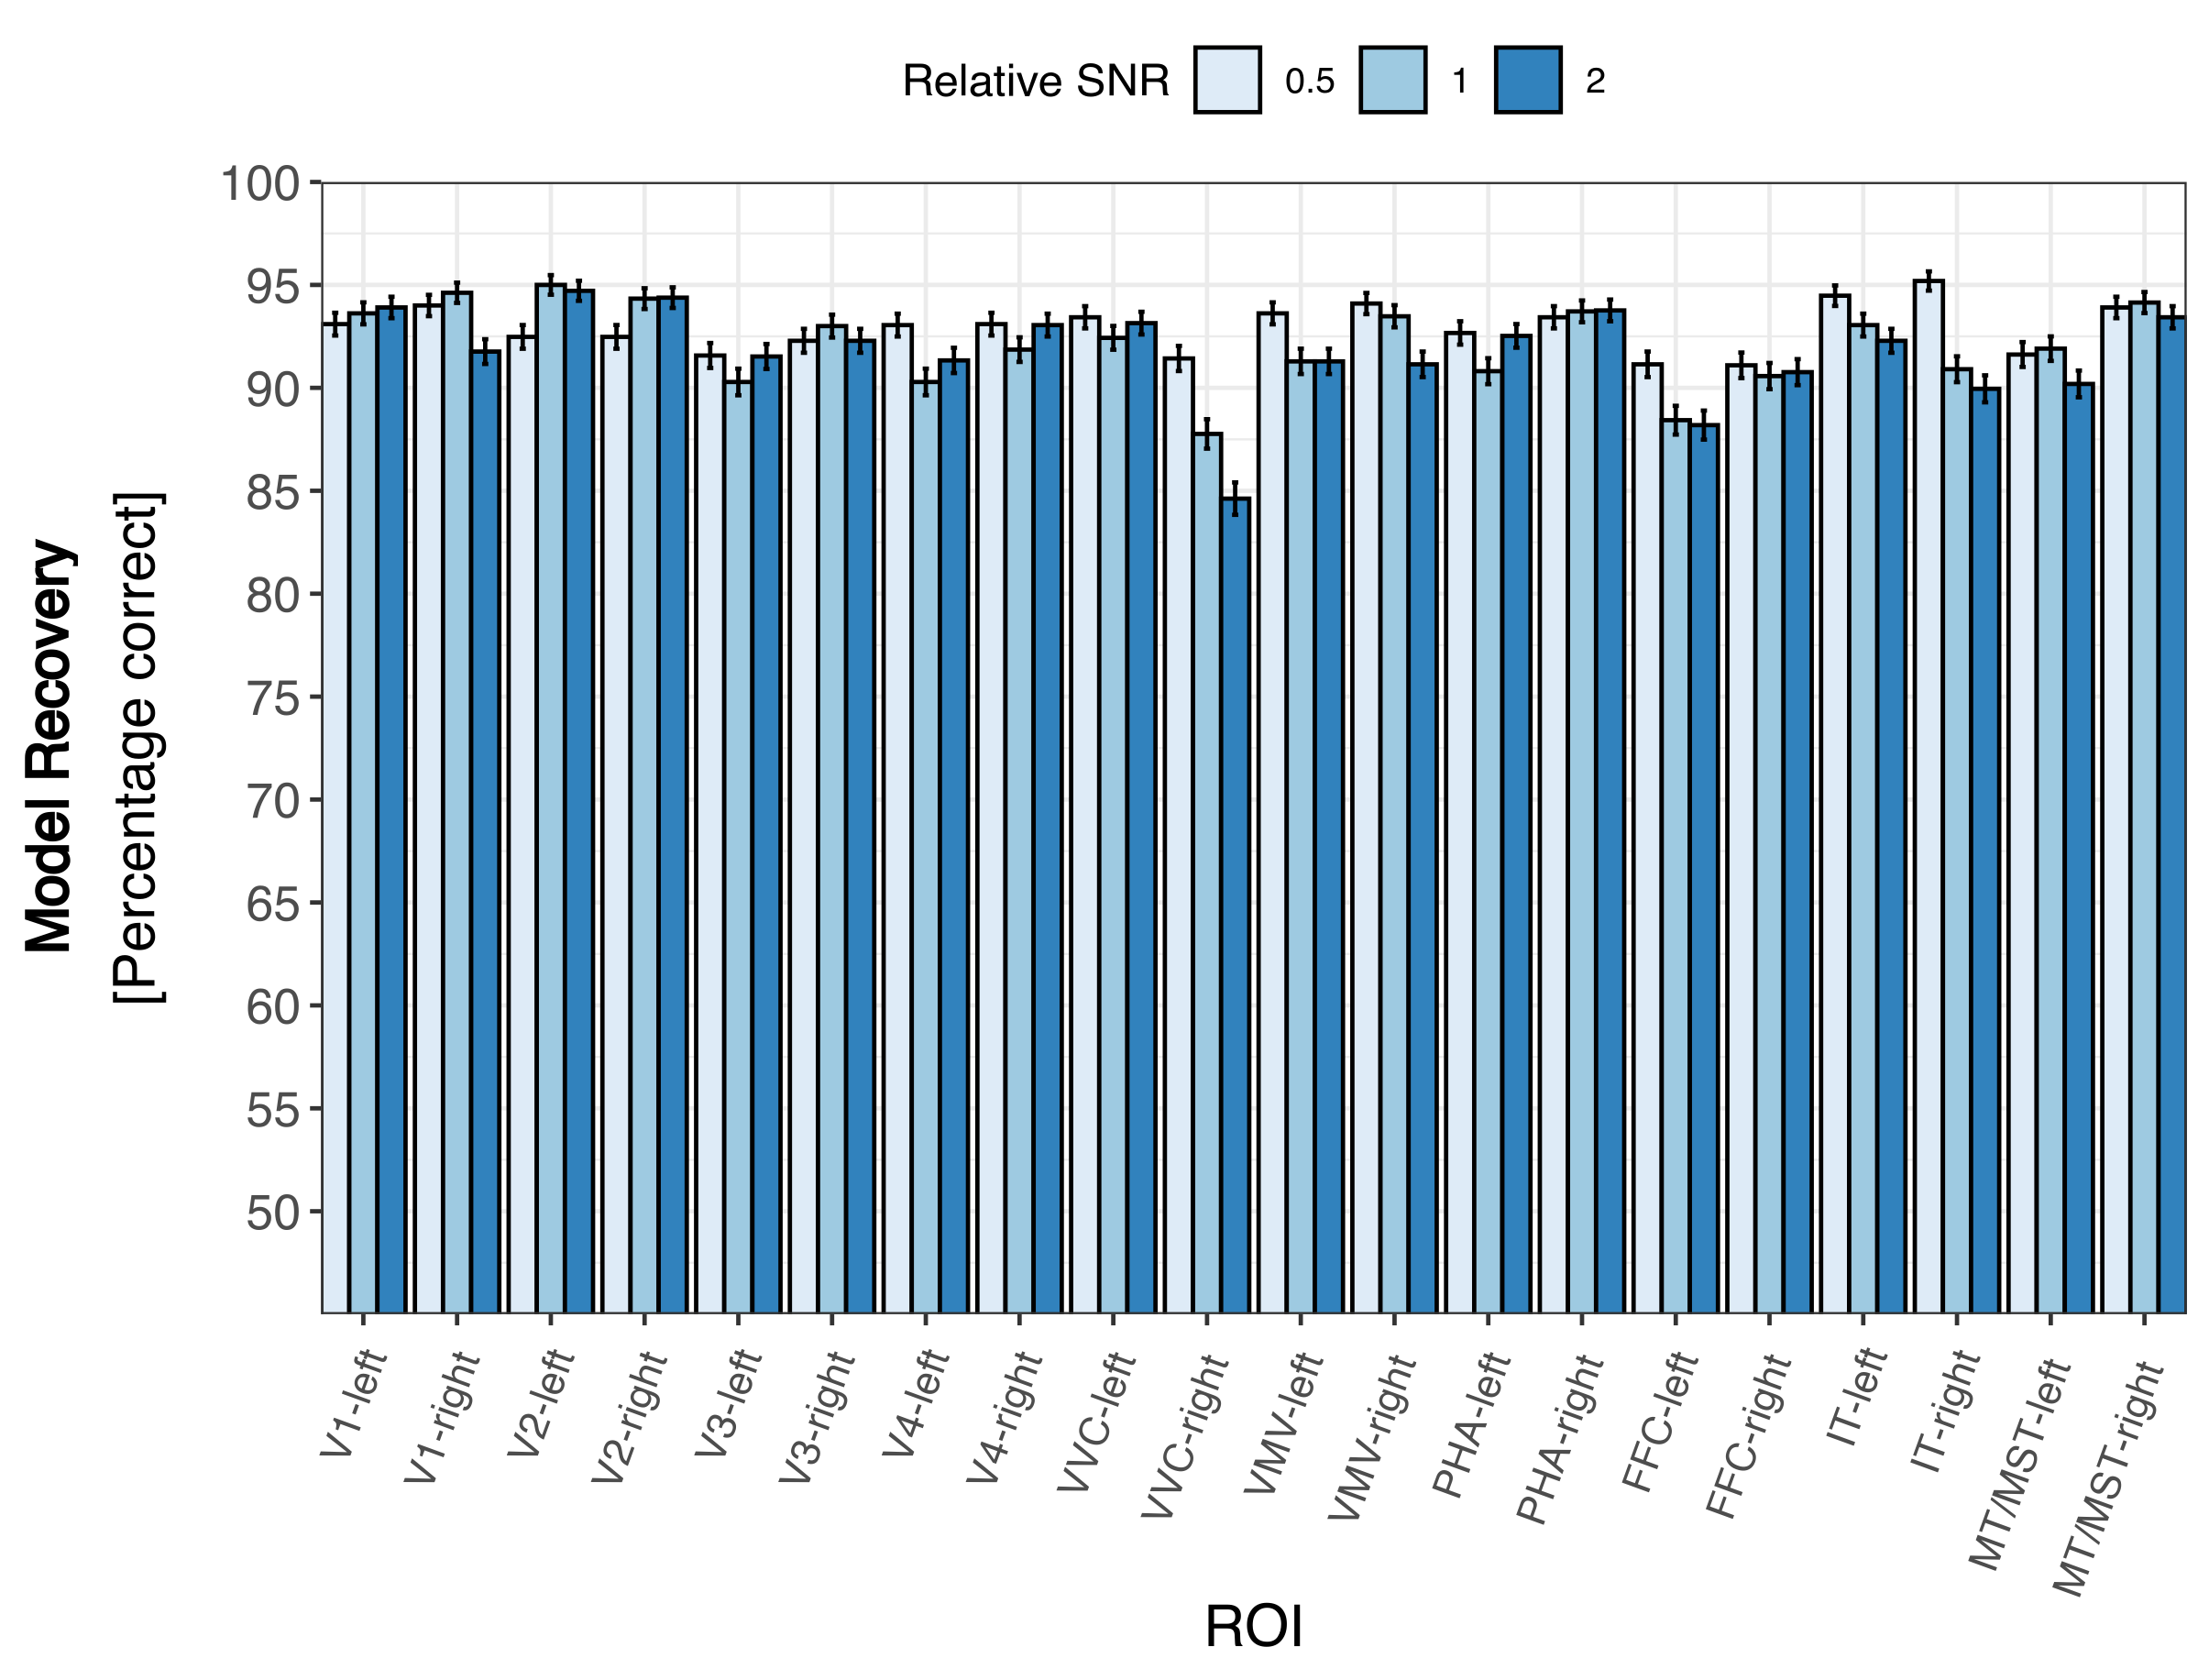 Relative SNR 0.5 1 2
100
95
90
85
80
75
70
65
60
55
50
Model Recovery
[Percentage correct]
V1-left
V1-right
V2-left
V2-right
V3-left
V3-right
V4-left
V4-right
VVC-left
VVC-right
VMV-left
VMV-right
PHA-left
PHA-right
FFC-left
FFC-right
IT-left
IT-right
MT/MST-left
MT/MST-right
ROI